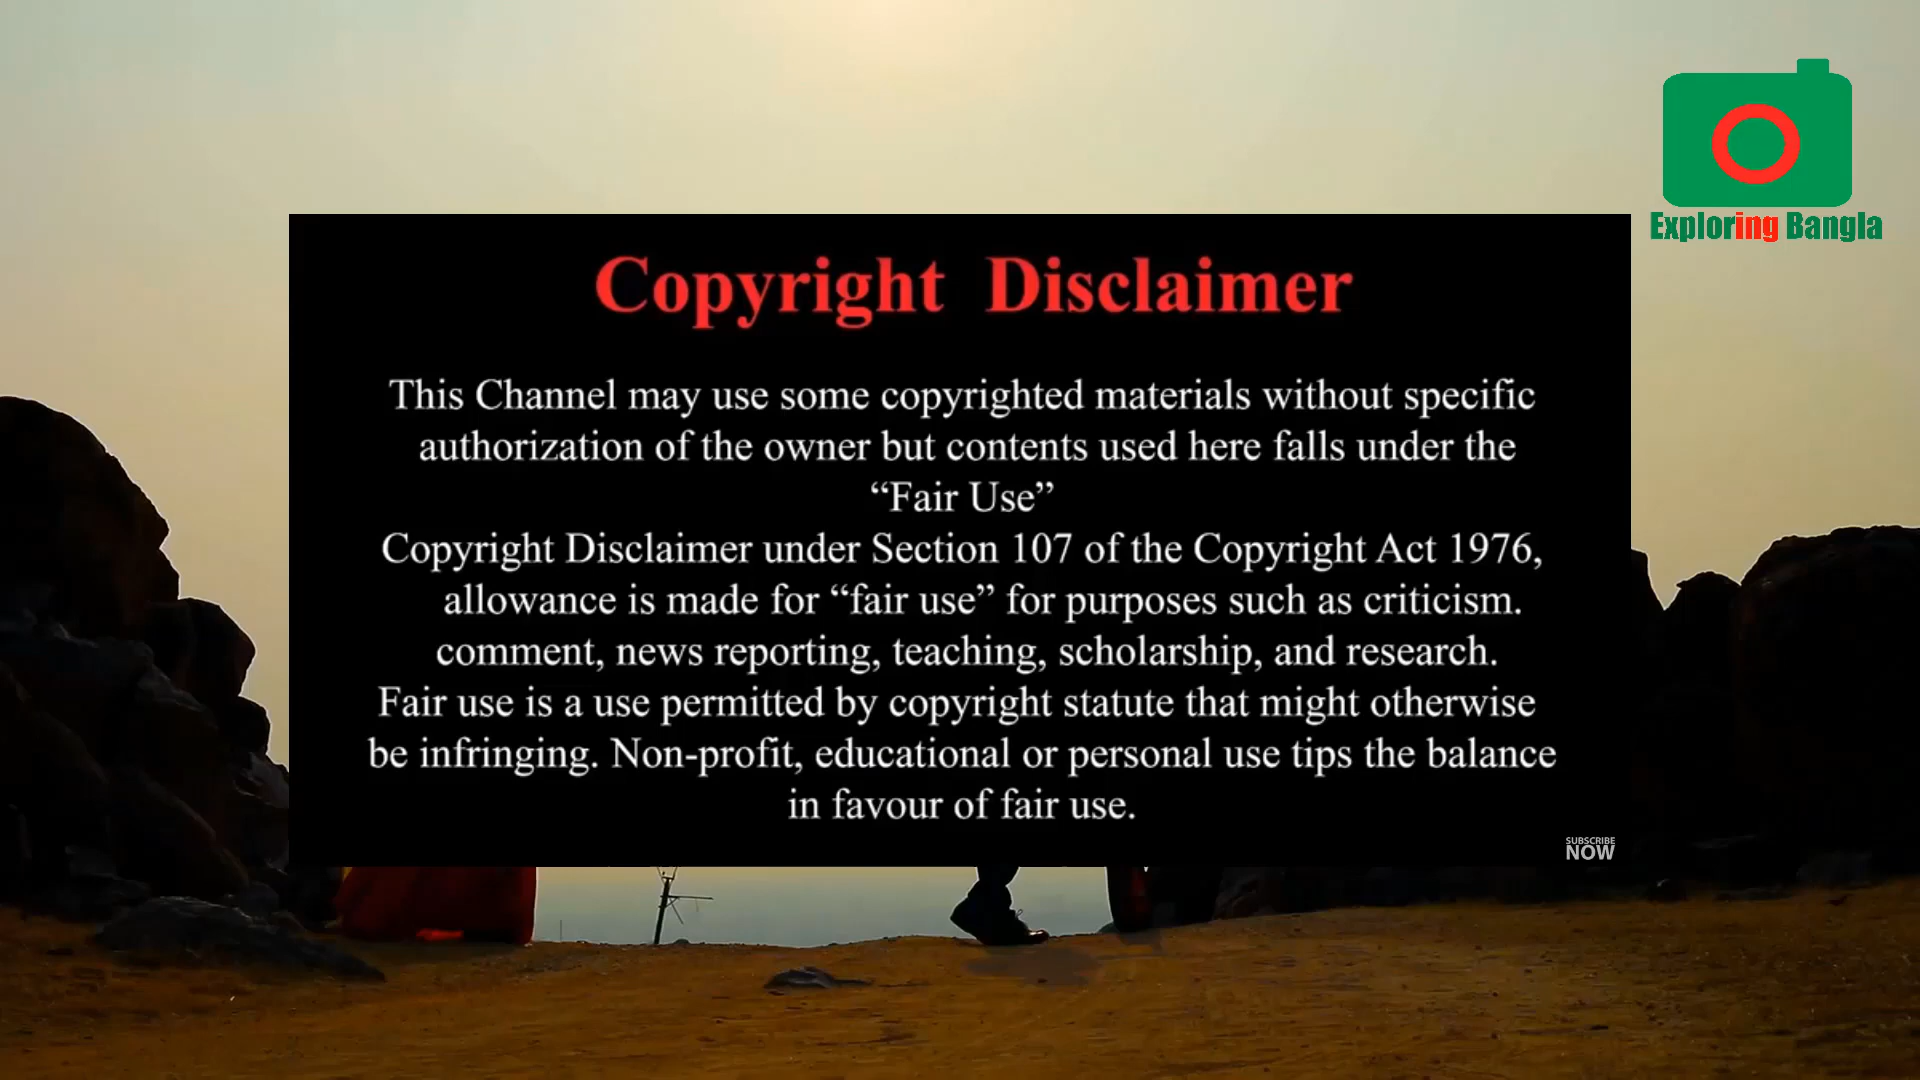 Exploring Bangla
Copyright Disclaimer
This Channel may use some copyrighted materials without specific
authorization of the owner but contents used here falls under the
“Fair Use”
Copyright Disclaimer under Section 107 of the Copyright Act 1976,
allowance is made for “fair use” for purposes such as criticism.
comment, news reporting, teaching, scholarship, and research.
Fair use is a use permitted by copyright statute that might otherwise
be infringing. Non-profit, educational or personal use tips the balance
in favour of fair use.
SUBSCRIBE
NOW